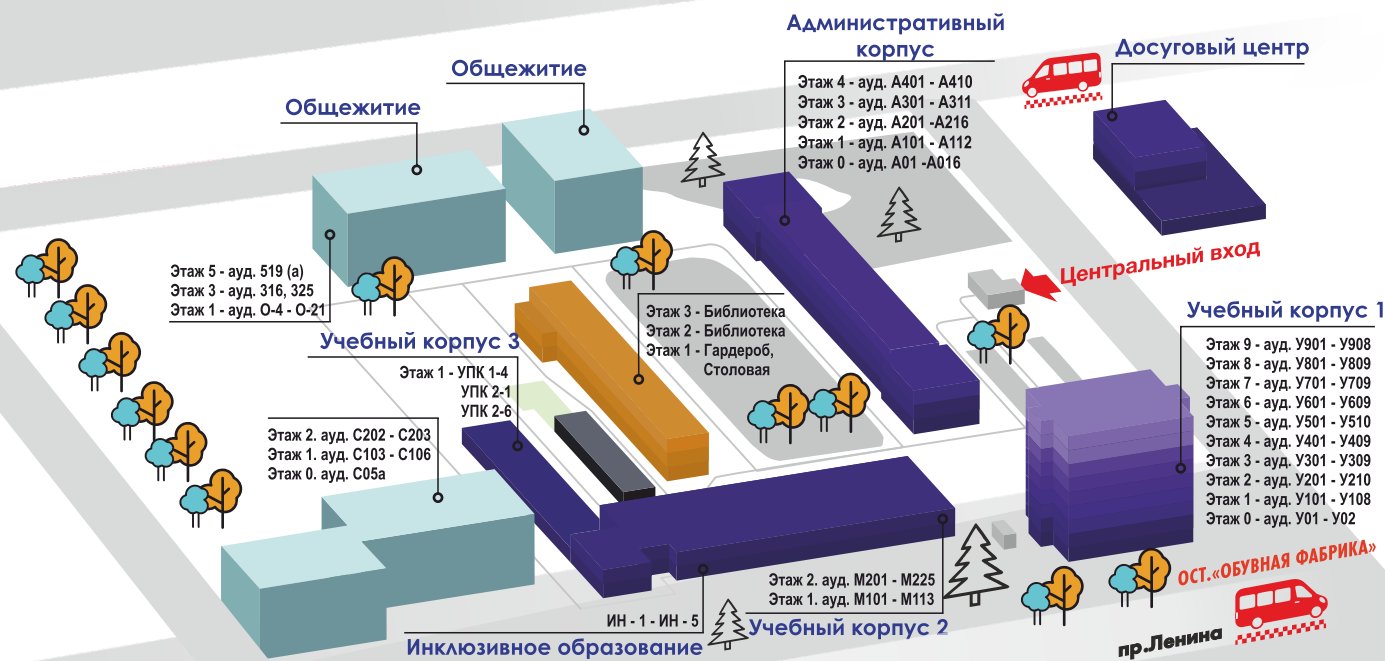 Административный
корпус
Этаж 4 - ауд. А401 - А410
Этаж 3 - ауд. А301 - А311
Этаж 2 - ауд. А201 -А216
Этаж 1 - ауд. А101 - А112
Этаж 0 - ауд. А01 -А016
Досуговый центр
Общежитие
Общежитие
Этаж 5 - ауд. 519 (а)
Этаж 3 - ауд. 316, 325
Этаж 1 - ауд. О-4 - О-21
Центральный вход
Этаж 3 - Библиотека
Этаж 2 - Библиотека
Этаж 1 - Гардероб,
Столовая
Учебный корпус 1
Этаж 9 - ауд. У901 - У908
Этаж 8 - ауд. У801 - У809
Этаж 7 - ауд. У701 - У709
Этаж 6 - ауд. У601 - У609
Этаж 5 - ауд. У501 - У510
Этаж 4 - ауд. У401 - У409
Этаж 3 - ауд. У301 - У309
Этаж 2 - ауд. У201 - У210
Этаж 1 - ауд. У101 - У108
Этаж 0 - ауд. У01 - У02
Учебный корпус 3
Этаж 1 - УПК 1-4
УПК 2-1
УПК 2-6
Этаж 2. ауд. С202 - С203
Этаж 1. ауд. С103 - С106
Этаж 0. ауд. С05а
Этаж 2. ауд. М201 - М225
Этаж 1. ауд. М101 - М113
Учебный корпус 2
ИН - 1 - ИН - 5
Инклюзивное образование
ОСТ.«ОБУВНАЯ ФАБРИКА»
пр.Ленина